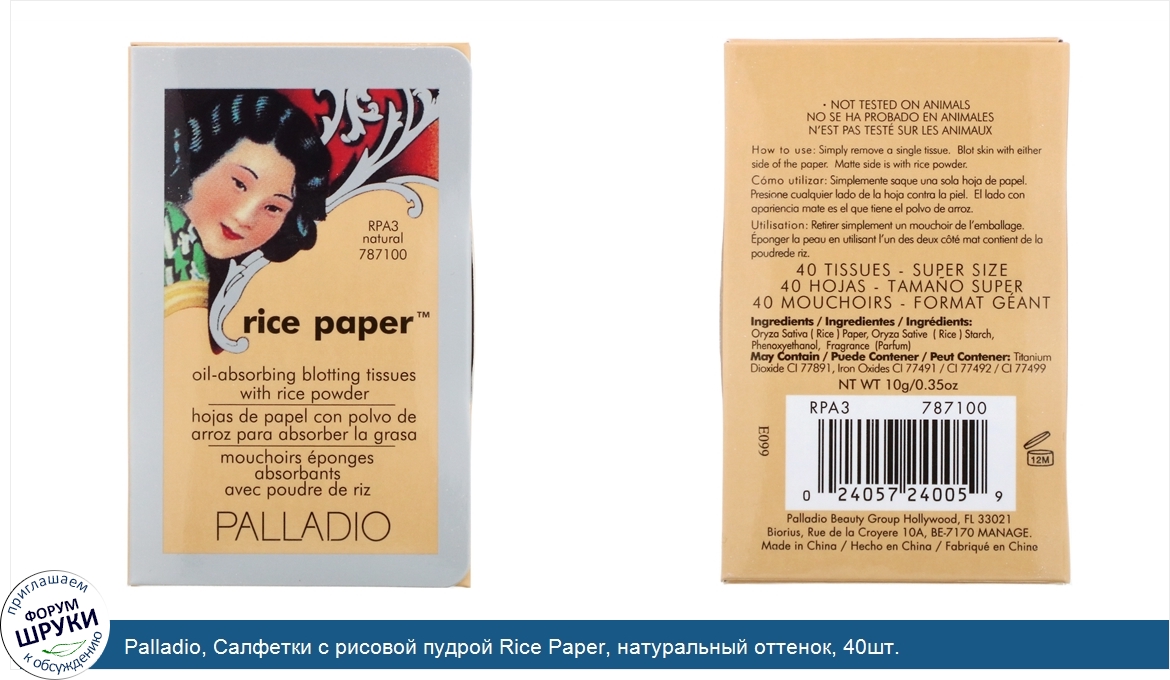 RPA3
natural
787100
rice paper™
oil-absorbing blotting tissues
with rice powder
hojas de papel con polvo de
arroz para absorber la grasa
mouchoirs éponges
absorbants
avec poudre de riz
PALLADIO
• NOT TESTED ON ANIMALS
NO SE HA PROBADO EN ANIMALES
N'EST PAS TESTÉ SUR LES ANIMAUX
How to use: Simply remove a single tissue. Blot skin with either
side of the paper. Matte side is with rice powder.
Cómo utilizar: Simplemente saque una sola hoja de papel.
Presione cualquier lado de la hoja contra la piel. El lado con
apariencia mate es el que tiene el polvo de arroz.
Utilisation: Retirer simplement un mouchoir de l'emballage.
Éponger la peau en utilisant l'un des deux côté mat contient de la
poudrede riz.
40 TISSUES - SUPER SIZE
40 HOJAS - TAMAÑO SUPER
40 MOUCHOIRS - FORMAT GÉANT
Ingredients / Ingredientes / Ingrédients:
Oryza Sativa ( Rice ) Paper, Oryza Sative ( Rice ) Starch,
Phenoxyethanol, Fragrance (Parfum)
May Contain / Puede Contener / Peut Contener: Titanium
Dioxide CI 77891, Iron Oxides CI 77491 / CI 77492 / CI 77499
NT WT 10g/0.35oz
RPA3 787100
E099
12M
0 24057 24005 9
Palladio Beauty Group Hollywood, FL 33021
Biorius, Rue de la Croyere 10A, BE-7170 MANAGE.
Made in China / Hecho en China / Fabriqué en Chine
приглашаем
ФОРУМ
ШРУКИ
к обсуждению
Palladio, Салфетки с рисовой пудрой Rice Paper, натуральный оттенок, 40шт.